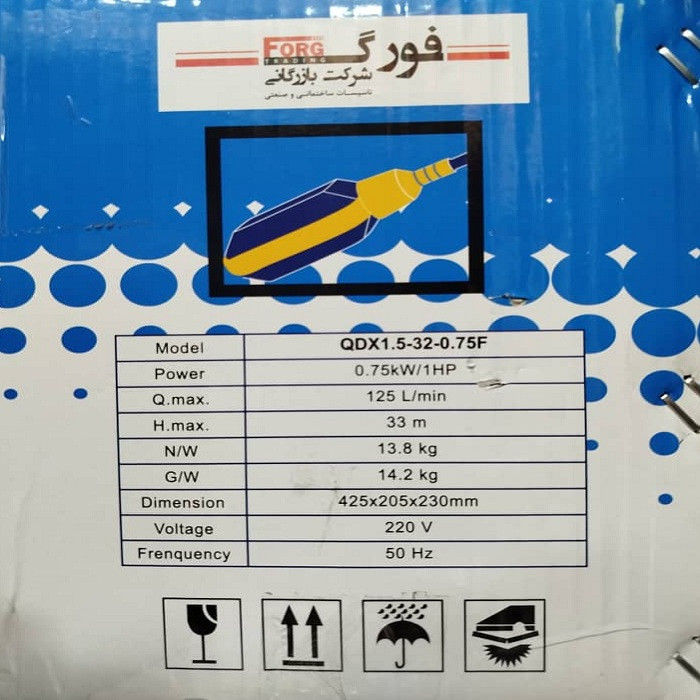 FORG
TRADING
فورگ
شرکت بازرگانی
تاسیسات ساختمانی و صنعتی
Model QDX1.5-32-0.75F
Power 0.75kW/1HP
Q.max. 125 L/min
H.max. 33 m
N/W 13.8 kg
G/W 14.2 kg
Dimension 425x205x230mm
Voltage 220 V
Frenquency 50 Hz